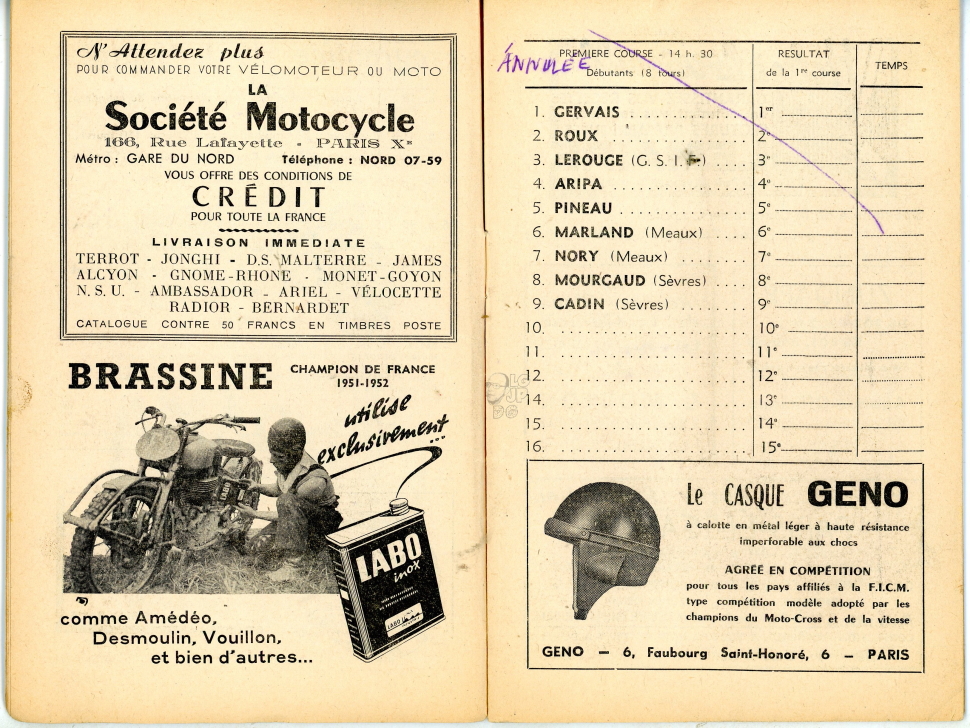 N'Attendez plus
POUR COMMANDER VOTRE VÉLOMOTEUR OU MOTO
LA
Société Motocycle
166, Rue Lafayette - PARIS Xe
Métro : GARE DU NORD Téléphone : NORD 07-59
VOUS OFFRE DES CONDITIONS DE
CRÉDIT
POUR TOUTE LA FRANCE
LIVRAISON IMMEDIATE
TERROT - JONGHI - D.S. MALTERRE - JAMES
ALCYON - GNOME-RHONE - MONET-GOYON
N.S.U. - AMBASSADOR - ARIEL - VÉLOCETTE
RADIOR - BERNARDET
CATALOGUE CONTRE 50 FRANCS EN TIMBRES POSTE
BRASSINE CHAMPION DE FRANCE
1951-1952
utilise
exclusivement...
LABO
inox
LABO
comme Amédéo,
Desmoulin, Vouillon,
et bien d'autres...
ANNULÉE
PREMIERE COURSE - 14 h. 30 RESULTAT TEMPS
Débutants (8 tours) de la 1re course
1. GERVAIS 1er
2. ROUX 2e
3. LEROUGE (G. S. I. F.) 3e
4. ARIPA 4e
5. PINEAU 5e
6. MARLAND (Meaux) 6e
7. NORY (Meaux) 7e
8. MOURGAUD (Sèvres) 8e
9. CADIN (Sèvres) 9e
10. 10e
11. 11e
12. 12e
14. 13e
15. 14e
16. 15e
Le CASQUE GENO
à calotte en métal léger à haute résistance
imperforable aux chocs
AGRÉÉ EN COMPÉTITION
pour tous les pays affiliés à la F.I.C.M.
type compétition modèle adopté par les
champions du Moto-Cross et de la vitesse
GENO - 6, Faubourg Saint-Honoré, 6 - PARIS